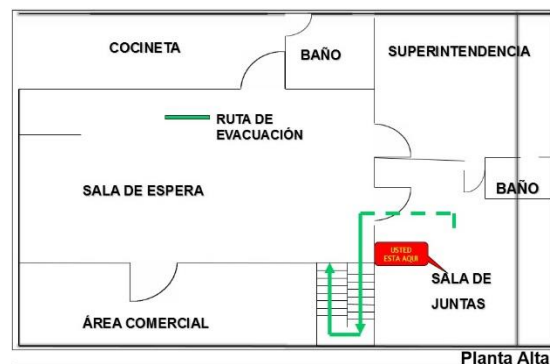 COCINETA
BAÑO
SUPERINTENDENCIA
RUTA DE
EVACUACIÓN
SALA DE ESPERA
BAÑO
USTED
ESTA AQUI
SALA DE
JUNTAS
ÁREA COMERCIAL
Planta Alta